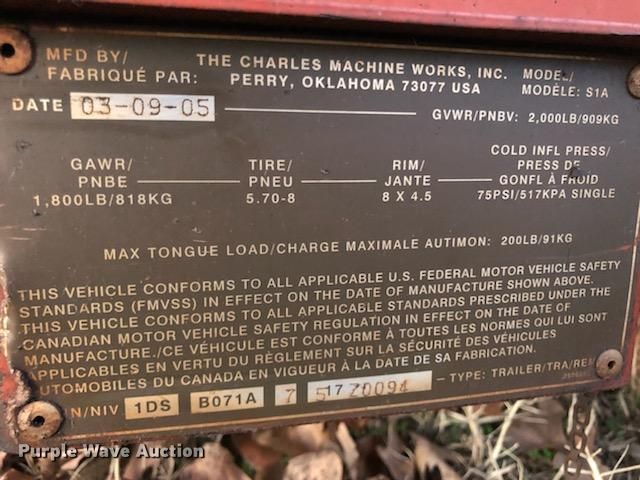 MFD BY/ THE CHARLES MACHINE WORKS, INC. MODEL/
FABRIQUÉ PAR: PERRY, OKLAHOMA 73077 USA MODÈLE: S1A
DATE 03-09-05 GVWR/PNBV: 2,000LB/909KG
GAWR/ TIRE/ RIM/ COLD INFL PRESS/
PNBE PNEU JANTE PRESS DE
GONFL À FROID
1,800LB/818KG 5.70-8 8 X 4.5 75PSI/517KPA SINGLE
MAX TONGUE LOAD/CHARGE MAXIMALE AUTIMON: 200LB/91KG
THIS VEHICLE CONFORMS TO ALL APPLICABLE U.S. FEDERAL MOTOR VEHICLE SAFETY
STANDARDS (FMVSS) IN EFFECT ON THE DATE OF MANUFACTURE SHOWN ABOVE.
THIS VEHICLE CONFORMS TO ALL APPLICABLE STANDARDS PRESCRIBED UNDER THE
CANADIAN MOTOR VEHICLE SAFETY REGULATION IN EFFECT ON THE DATE OF
MANUFACTURE./CE VÉHICULE EST CONFORME À TOUTES LES NORMES QUI LUI SONT
APPLICABLES EN VERTU DU RÈGLEMENT SUR LA SÉCURITÉ DES VÉHICULES
AUTOMOBILES DU CANADA EN VIGUEUR À LA DATE DE SA FABRICATION.
N/NIV 1DS B071A 7 5 17Z0094 - TYPE: TRAILER/TRA/REM
Purple Wave Auction